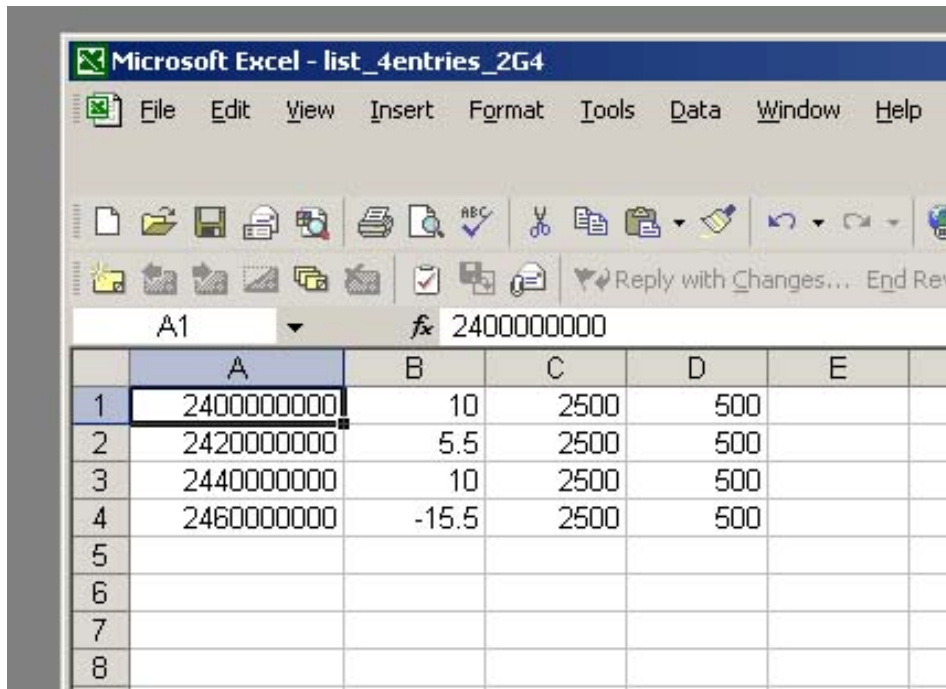 Microsoft Excel - list_4entries_2G4
File Edit View Insert Format Tools Data Window Help
ABC
Reply with Changes... End Rev
A1 fx 2400000000
A B C D E
1 2400000000 10 2500 500
2 2420000000 5.5 2500 500
3 2440000000 10 2500 500
4 2460000000 -15.5 2500 500
5
6
7
8